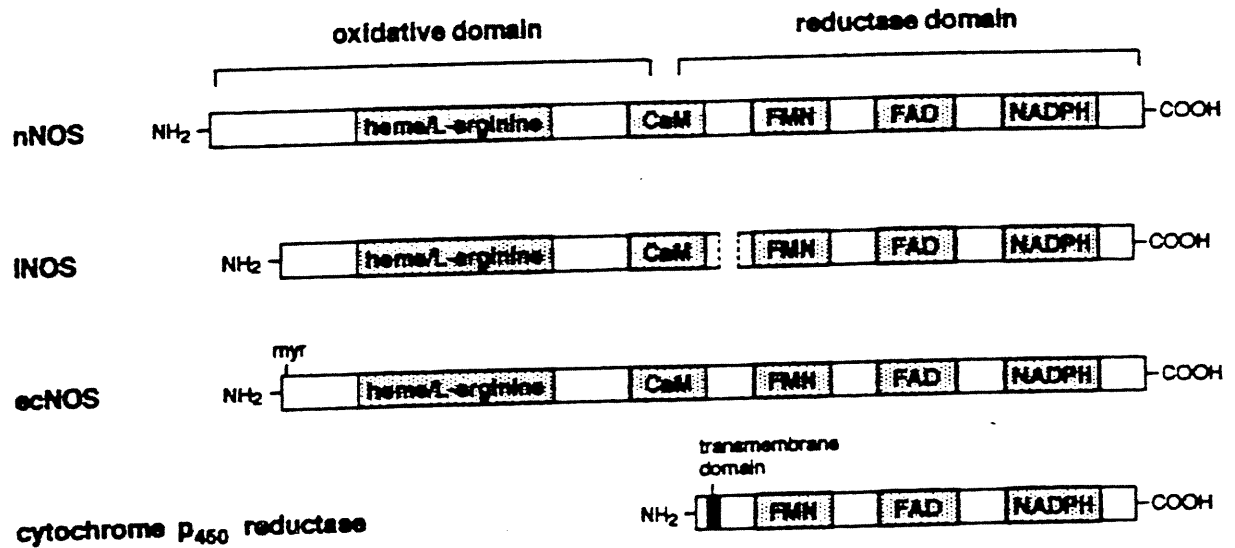 oxidative domain reductase domain
nNOS NH2 heme/L-arginine CaM FMN FAD NADPH COOH
iNOS NH2 heme/L-arginine CaM FMN FAD NADPH COOH
myr
ecNOS NH2 heme/L-arginine CaM FMN FAD NADPH COOH
transmembrane
domain
cytochrome p450 reductase NH2 FMN FAD NADPH COOH